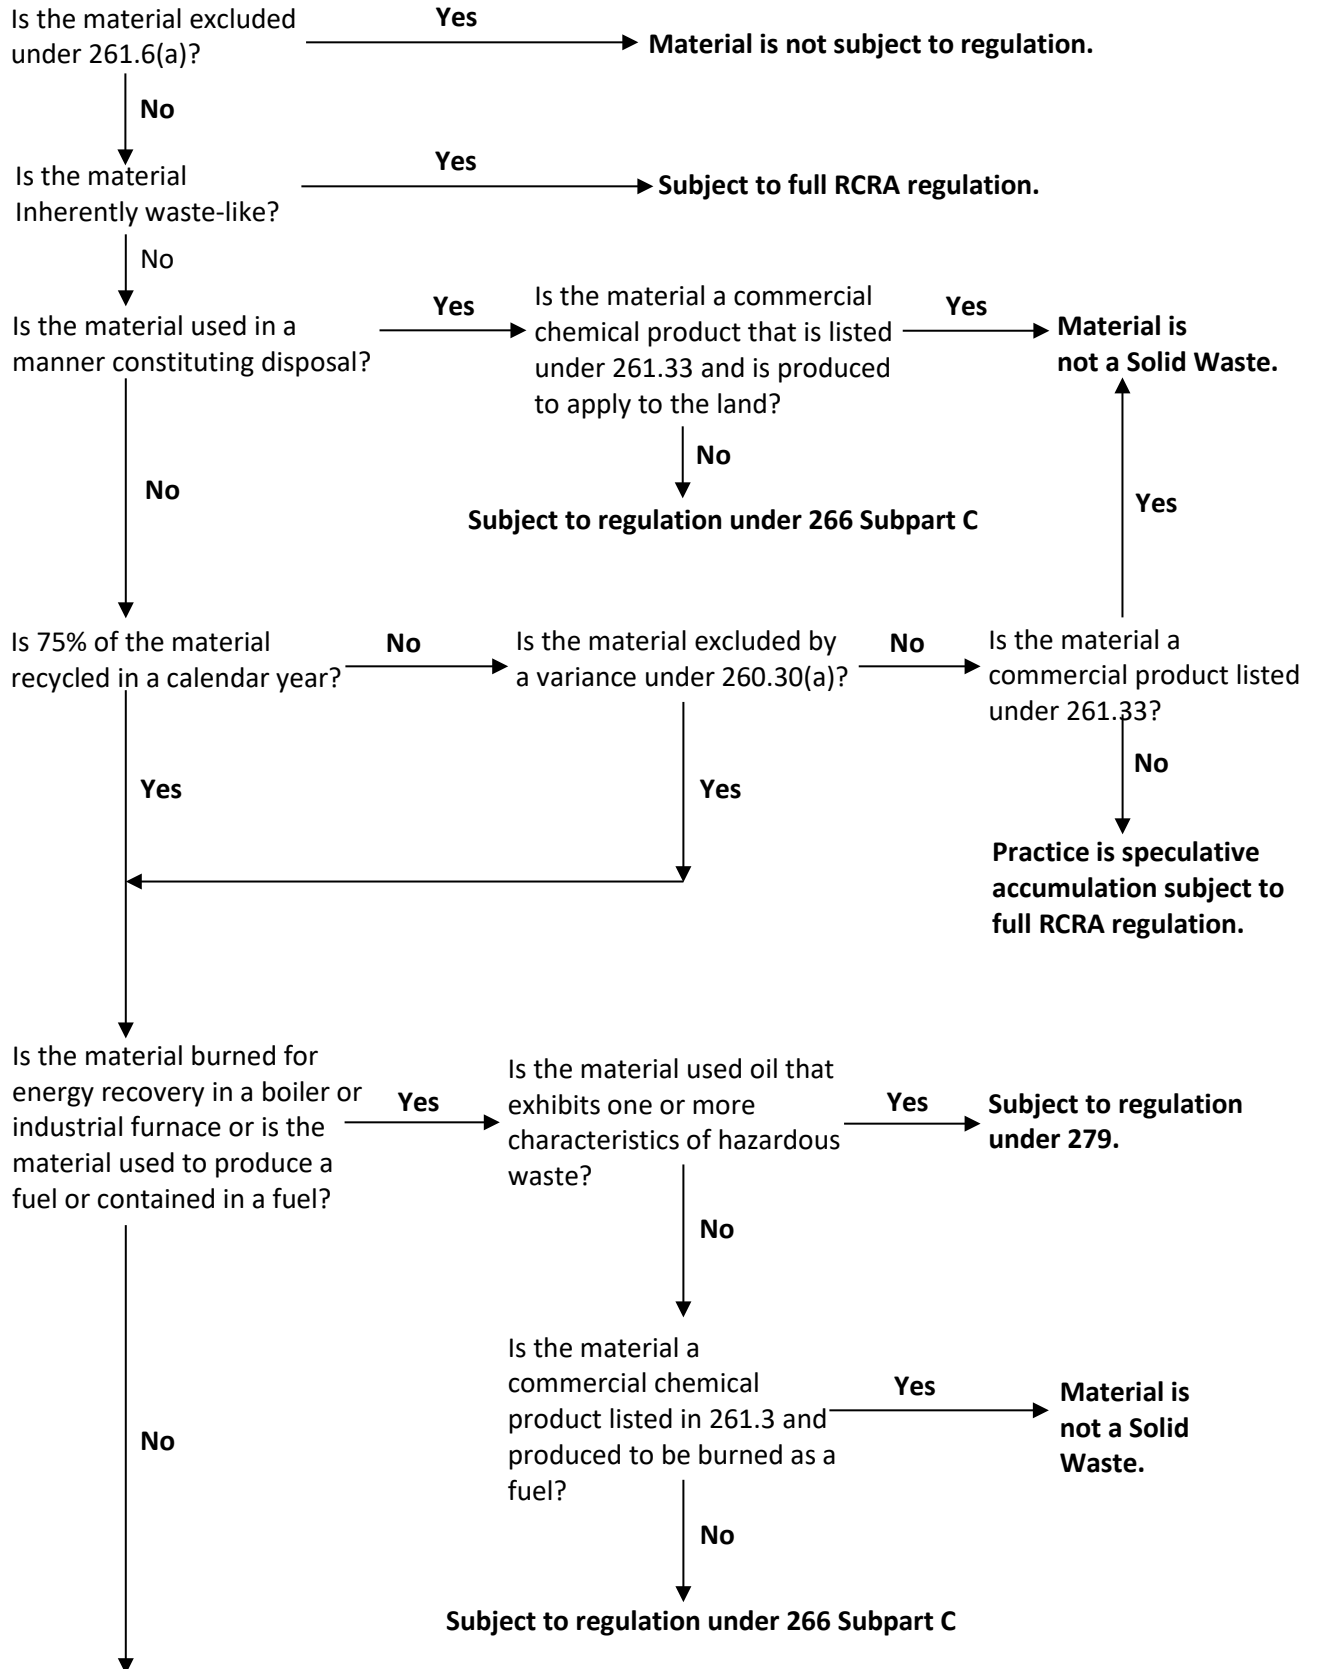 Is the material excluded
under 261.6(a)?
Yes
Material is not subject to regulation.
No
Is the material
Inherently waste-like?
Yes
Subject to full RCRA regulation.
No
Is the material used in a
manner constituting disposal?
Yes
Is the material a commercial
chemical product that is listed
under 261.33 and is produced
to apply to the land?
Yes
Material is
not a Solid Waste.
No
Subject to regulation under 266 Subpart C
No
Yes
Is 75% of the material
recycled in a calendar year?
No
Is the material excluded by
a variance under 260.30(a)?
No
Is the material a
commercial product listed
under 261.33?
Yes
Yes
No
Practice is speculative
accumulation subject to
full RCRA regulation.
Is the material burned for
energy recovery in a boiler or
industrial furnace or is the
material used to produce a
fuel or contained in a fuel?
Yes
Is the material used oil that
exhibits one or more
characteristics of hazardous
waste?
Yes
Subject to regulation
under 279.
No
No
Is the material a
commercial chemical
product listed in 261.3 and
produced to be burned as a
fuel?
Yes
Material is
not a Solid
Waste.
No
Subject to regulation under 266 Subpart C